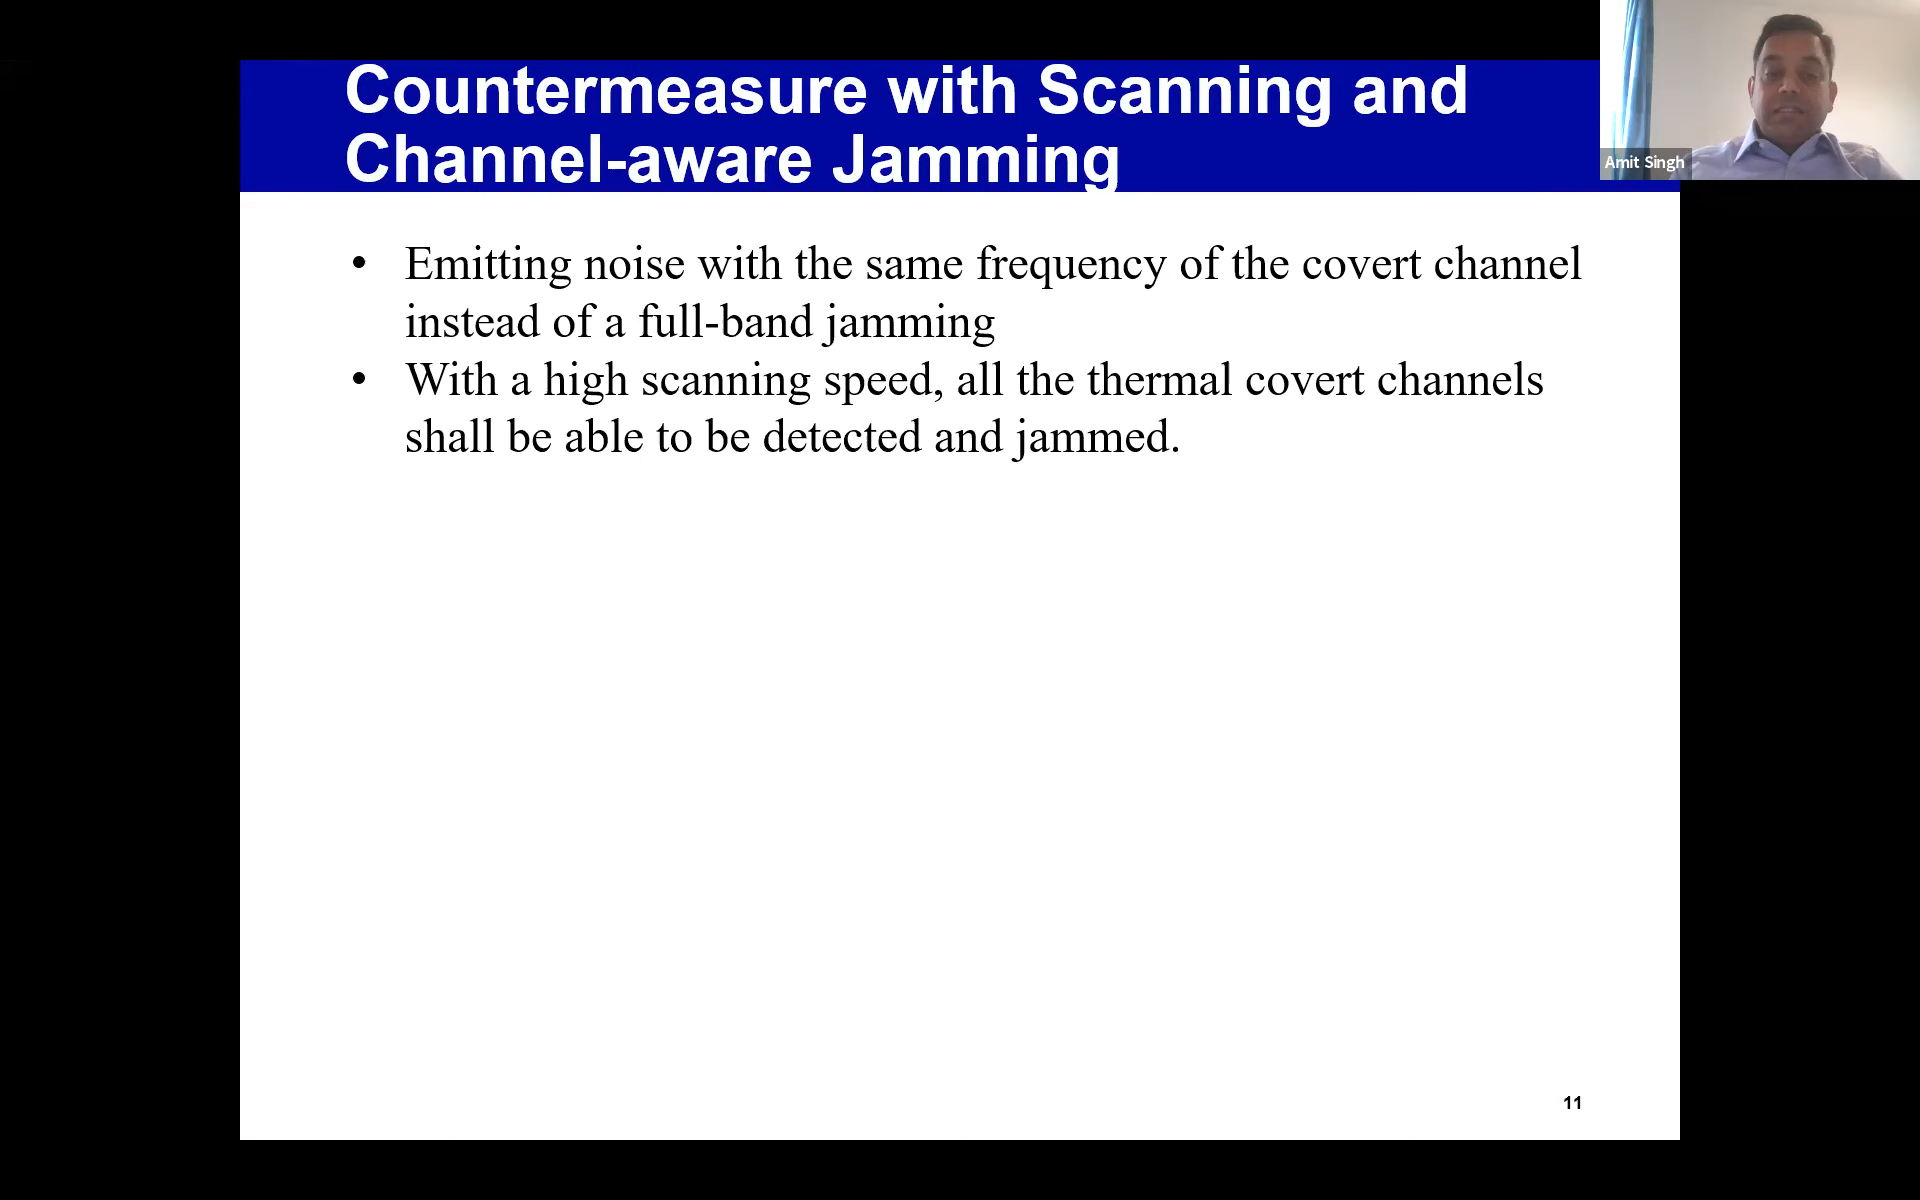 Countermeasure with Scanning and
Channel-aware Jamming
Amit Singh
• Emitting noise with the same frequency of the covert channel
instead of a full-band jamming
• With a high scanning speed, all the thermal covert channels
shall be able to be detected and jammed.
11